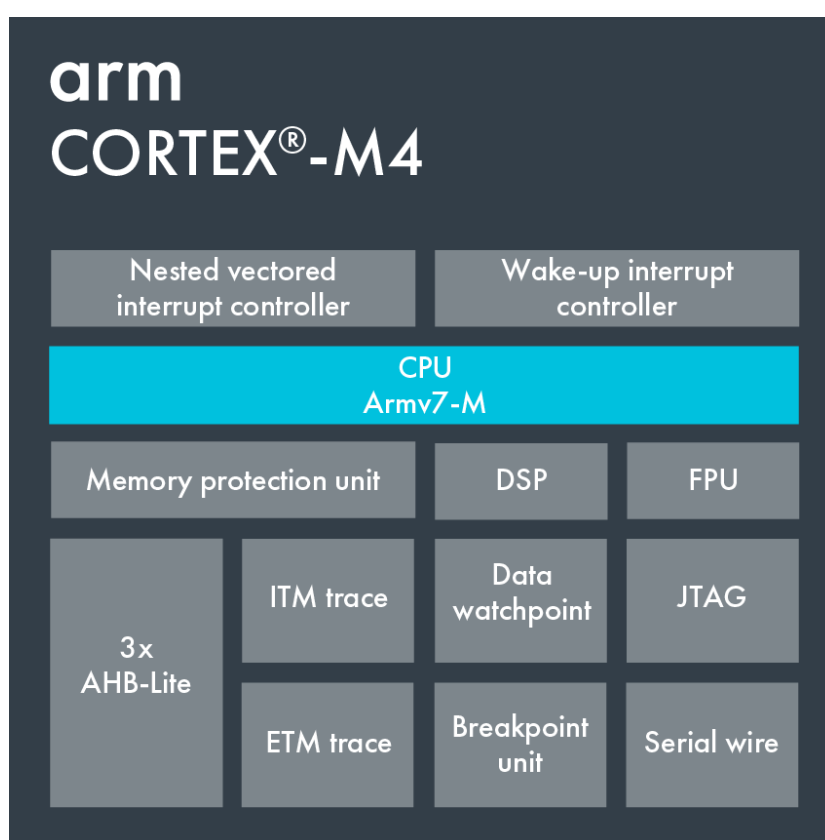 arm
CORTEX®-M4
Nested vectored
interrupt controller
Wake-up interrupt
controller
CPU
Armv7-M
Memory protection unit
DSP
FPU
3x
AHB-Lite
ITM trace
Data
watchpoint
JTAG
ETM trace
Breakpoint
unit
Serial wire